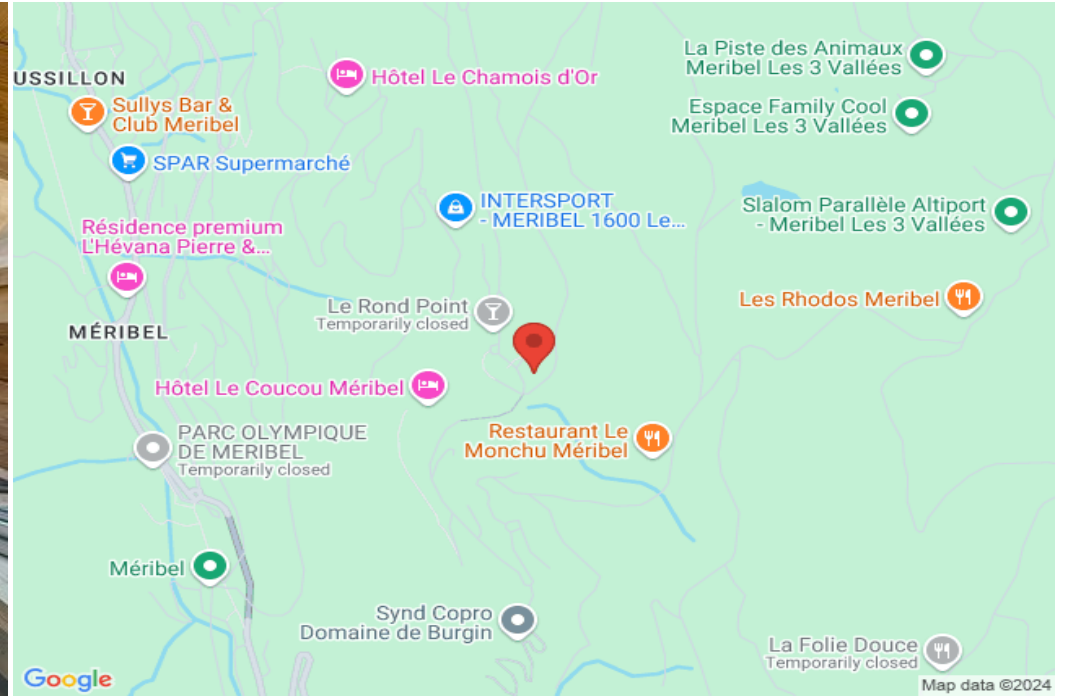 La Piste des Animaux
Meribel Les 3 Vallées
USSILLON
Hôtel Le Chamois d'Or
Sullys Bar &
Club Meribel
Espace Family Cool
Meribel Les 3 Vallées
SPAR Supermarché
INTERSPORT
- MERIBEL 1600 Le...
Slalom Parallèle Altiport
- Meribel Les 3 Vallées
Résidence premium
L'Hévana Pierre &...
Le Rond Point
Temporarily closed
Les Rhodos Meribel
MÉRIBEL
Hôtel Le Coucou Méribel
PARC OLYMPIQUE
DE MERIBEL
Temporarily closed
Restaurant Le
Monchu Méribel
Méribel
Synd Copro
Domaine de Burgin
La Folie Douce
Temporarily closed
Google
Map data ©2024